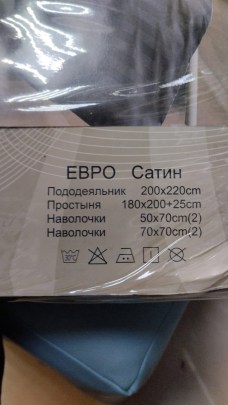 ЕВРО Сатин
Пододеяльник 200x220cm
Простыня 180x200+25cm
Наволочки 50x70cm(2)
Наволочки 70x70cm(2)